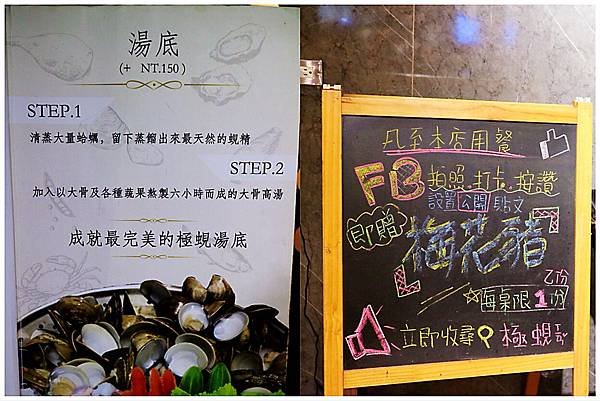 湯底
(+ NT.150)
STEP.1
清蒸大量蛤蠣，留下蒸餾出來最天然的蜆精
STEP.2
加入以大骨及各種蔬果熬製六小時而成的大骨高湯
成就最完美的極蜆湯底
凡至本店用餐
FB拍照.打卡.按讚
設置公開貼文
即贈
梅花豬
乙份
☆每桌限1份
立即收尋 極蜆